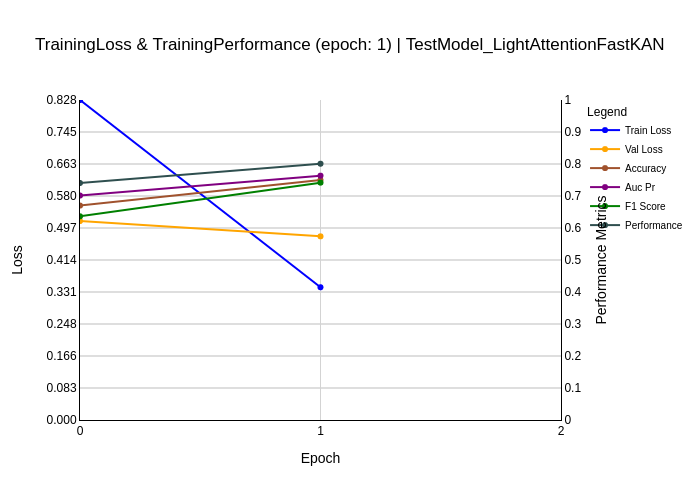 TrainingLoss & TrainingPerformance (epoch: 1) | TestModel_LightAttentionFastKAN
0.828
0.745
0.663
0.580
0.497
0.414
0.331
0.248
0.166
0.083
0.000
Loss
0
1
2
Epoch
1
0.9
0.8
0.7
0.6
0.5
0.4
0.3
0.2
0.1
0
Performance Metrics
Legend
Train Loss
Val Loss
Accuracy
Auc Pr
F1 Score
Performance